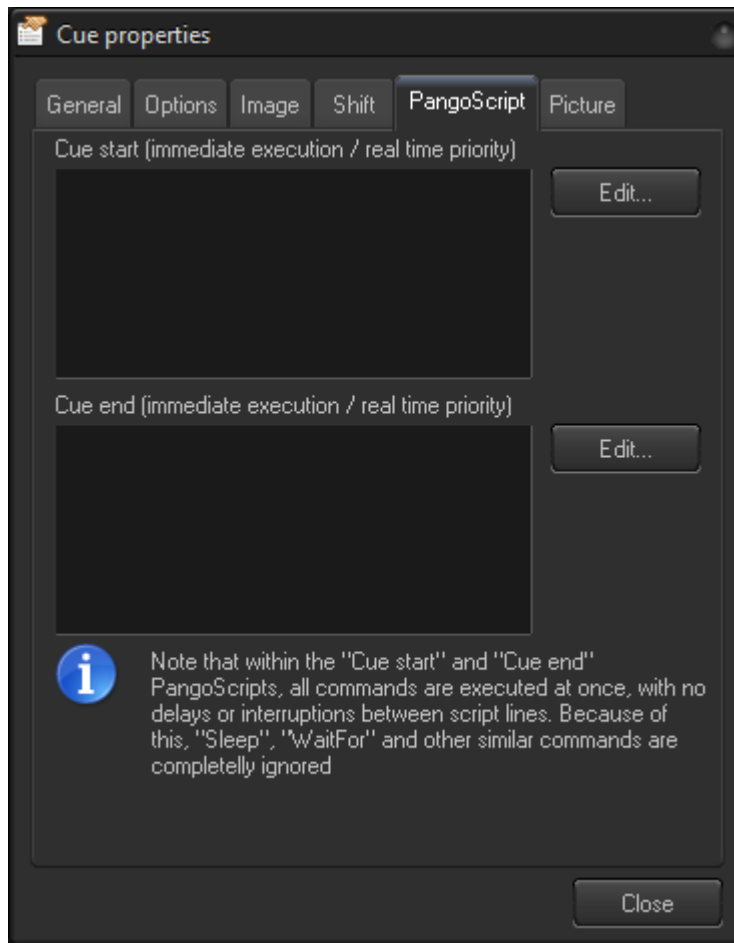 Cue properties
General Options Image Shift PangoScript Picture
Cue start (immediate execution / real time priority)
Edit...
Cue end (immediate execution / real time priority)
Edit...
Note that within the "Cue start" and "Cue end"
PangoScripts, all commands are executed at once, with no
delays or interruptions between script lines. Because of
this, "Sleep", "WaitFor" and other similar commands are
completelly ignored
Close